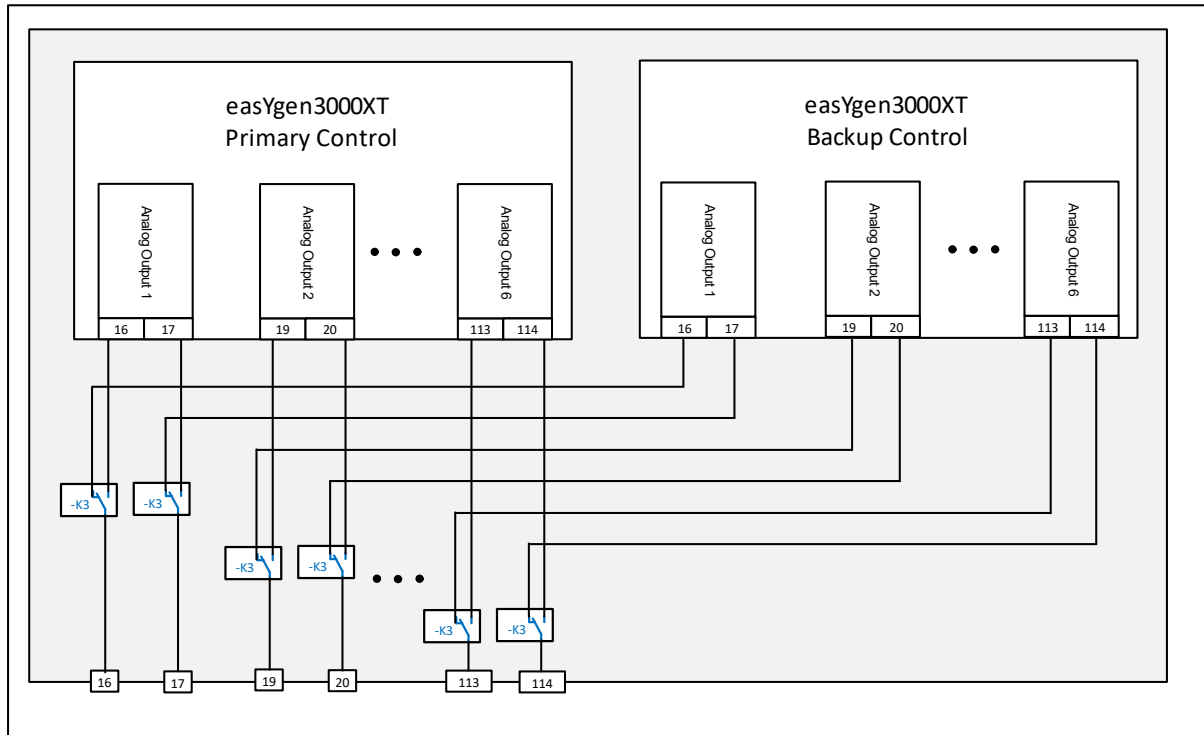 easYgen3000XT
Primary Control
easYgen3000XT
Backup Control
Analog Output 1
Analog Output 2
Analog Output 6
Analog Output 1
Analog Output 2
Analog Output 6
16 17 19 20 113 114
16 17 19 20 113 114
-K3 -K3
-K3 -K3
-K3 -K3
16 17 19 20 113 114